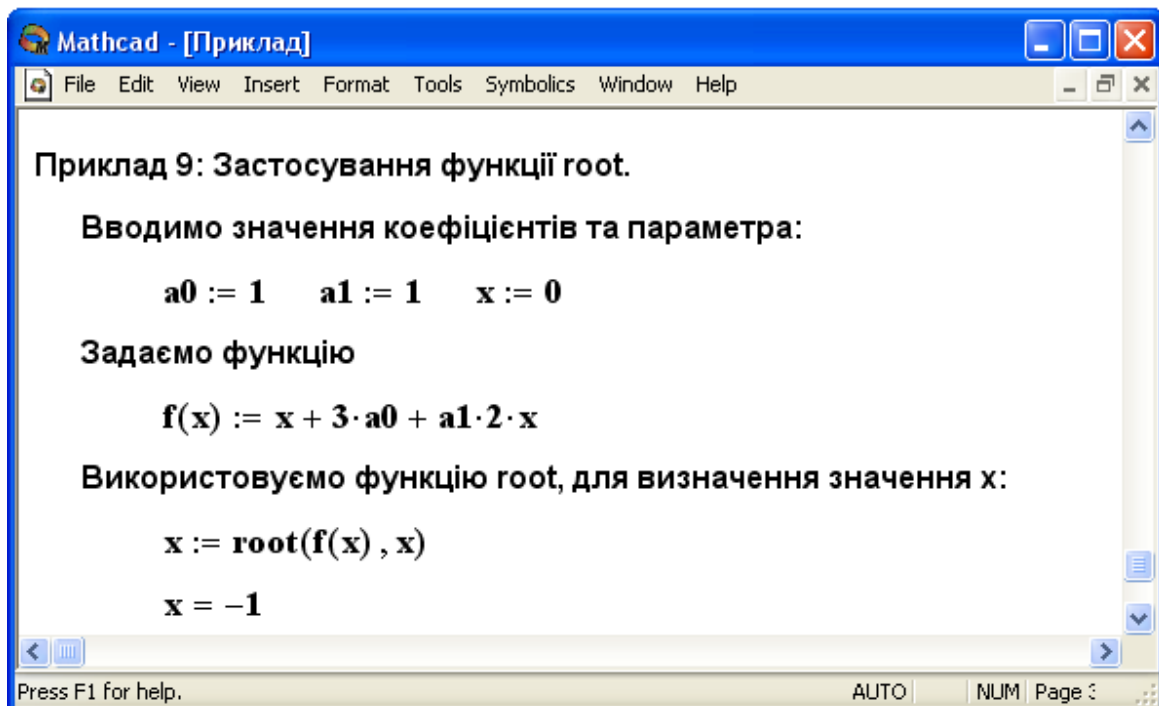 Mathcad - [Приклад]
File Edit View Insert Format Tools Symbolics Window Help
Приклад 9: Застосування функції root.
Вводимо значення коефіцієнтів та параметра:
a0 := 1 a1 := 1 x := 0
Задаємо функцію
f(x) := x + 3·a0 + a1·2·x
Використовуємо функцію root, для визначення значення x:
x := root(f(x) , x)
x = −1
Press F1 for help. AUTO NUM Page